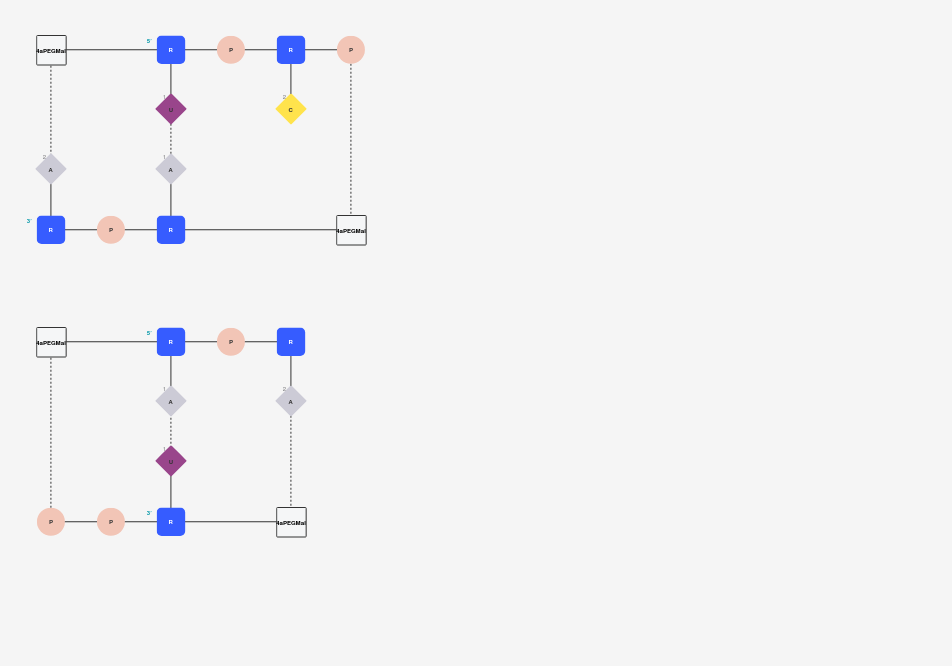 4aPEGMal 5' R P R P
1 U 2 C
2 A 1 A
3' R P R 4aPEGMal
4aPEGMal 5' R P R
1 A 2 A
1 U
P P 3' R 4aPEGMal